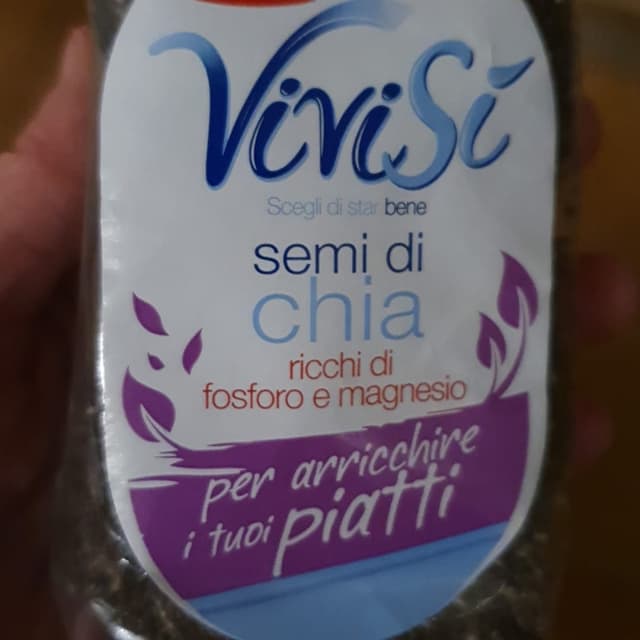 ViviSì
Scegli di star bene
semi di
chia
ricchi di
fosforo e magnesio
per arricchire
i tuoi piatti